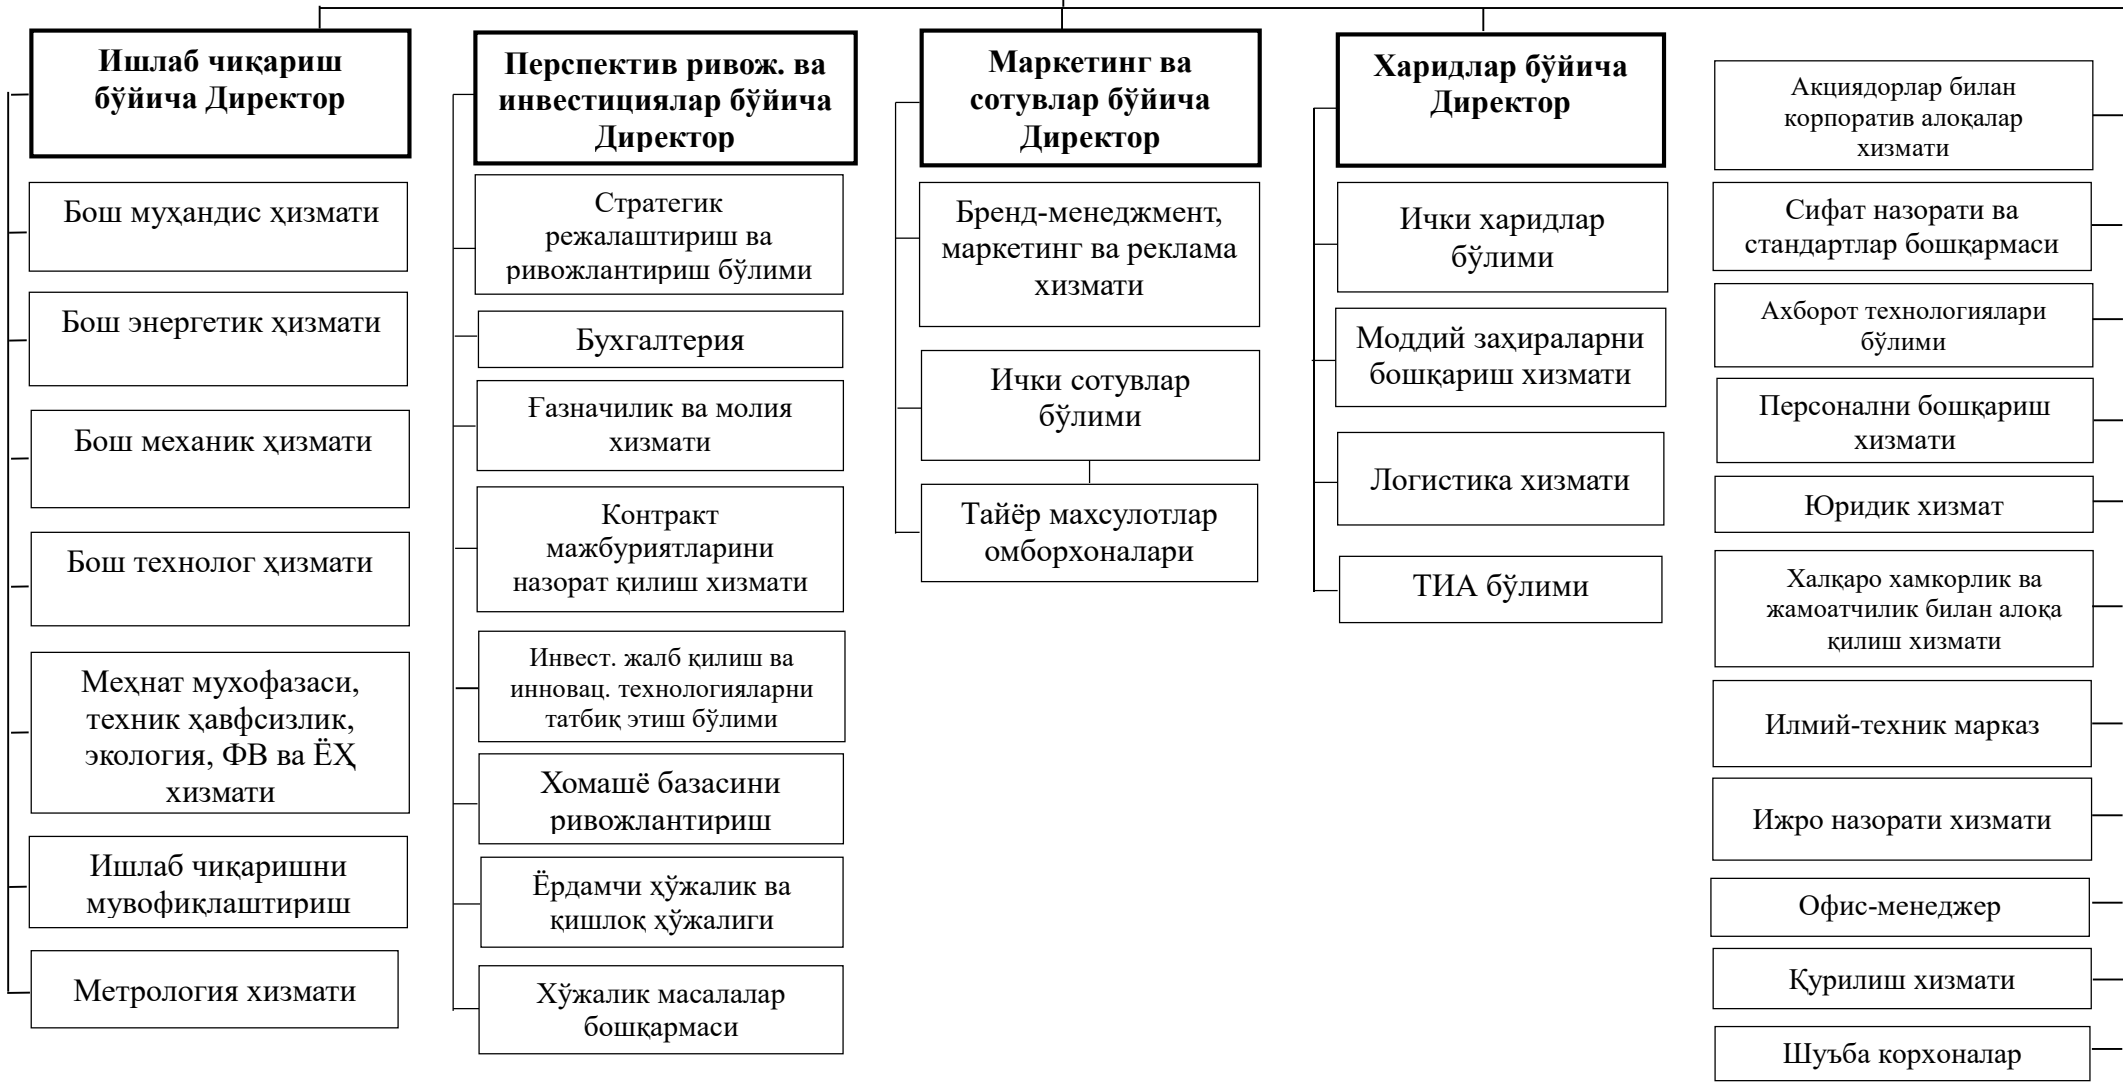 Ишлаб чиқариш
бўйича Директор
Бош муҳандис ҳизмати
Бош энергетик ҳизмати
Бош механик ҳизмати
Бош технолог ҳизмати
Меҳнат мухофазаси,
техник ҳавфсизлик,
экология, ФВ ва ЁҲ
хизмати
Ишлаб чиқаришни
мувофиқлаштириш
Метрология хизмати
Перспектив ривож. ва
инвестициялар бўйича
Директор
Стратегик
режалаштириш ва
ривожлантириш бўлими
Бухгалтерия
Ғазначилик ва молия
хизмати
Контракт
мажбуриятларини
назорат қилиш хизмати
Инвест. жалб қилиш ва
инновац. технологияларни
татбиқ этиш бўлими
Хомашё базасини
ривожлантириш
Ёрдамчи ҳўжалик ва
қишлоқ ҳўжалиги
Хўжалик масалалар
бошқармаси
Маркетинг ва
сотувлар бўйича
Директор
Бренд-менеджмент,
маркетинг ва реклама
хизмати
Ички сотувлар
бўлими
Тайёр махсулотлар
омборхоналари
Харидлар бўйича
Директор
Ички харидлар
бўлими
Моддий заҳираларни
бошқариш хизмати
Логистика хизмати
ТИА бўлими
Акциядорлар билан
корпоратив алоқалар
хизмати
Сифат назорати ва
стандартлар бошқармаси
Ахборот технологиялари
бўлими
Персонални бошқариш
хизмати
Юридик хизмат
Халқаро хамкорлик ва
жамоатчилик билан алоқа
қилиш хизмати
Илмий-техник марказ
Ижро назорати хизмати
Офис-менеджер
Қурилиш хизмати
Шуъба корхоналар